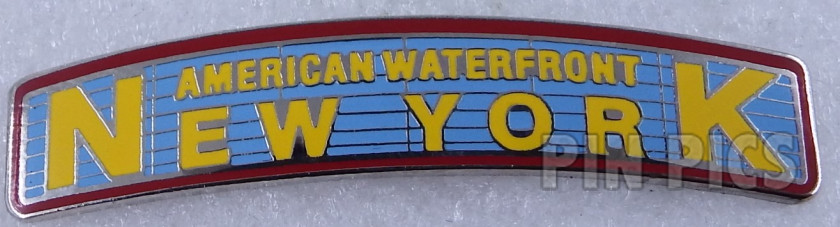 AMERICAN WATERFRONT
NEW YORK
PIN PICS